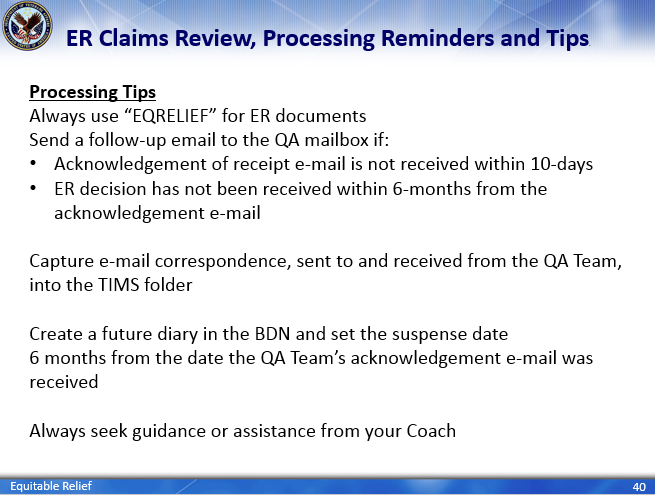 ER Claims Review, Processing Reminders and Tips
Processing Tips
Always use “EQRELIEF” for ER documents
Send a follow-up email to the QA mailbox if:
• Acknowledgement of receipt e-mail is not received within 10-days
• ER decision has not been received within 6-months from the
acknowledgement e-mail
Capture e-mail correspondence, sent to and received from the QA Team,
into the TIMS folder
Create a future diary in the BDN and set the suspense date
6 months from the date the QA Team’s acknowledgement e-mail was
received
Always seek guidance or assistance from your Coach
Equitable Relief
40